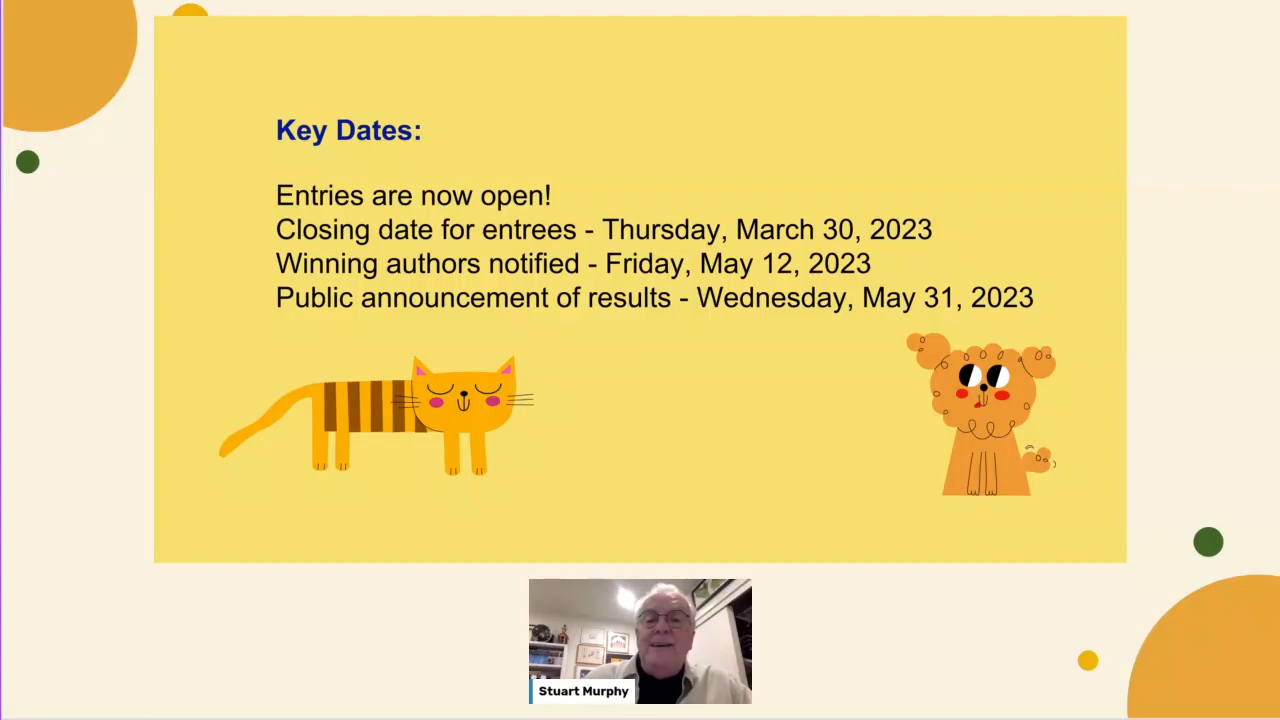 Key Dates:
Entries are now open!
Closing date for entrees - Thursday, March 30, 2023
Winning authors notified - Friday, May 12, 2023
Public announcement of results - Wednesday, May 31, 2023
Stuart Murphy